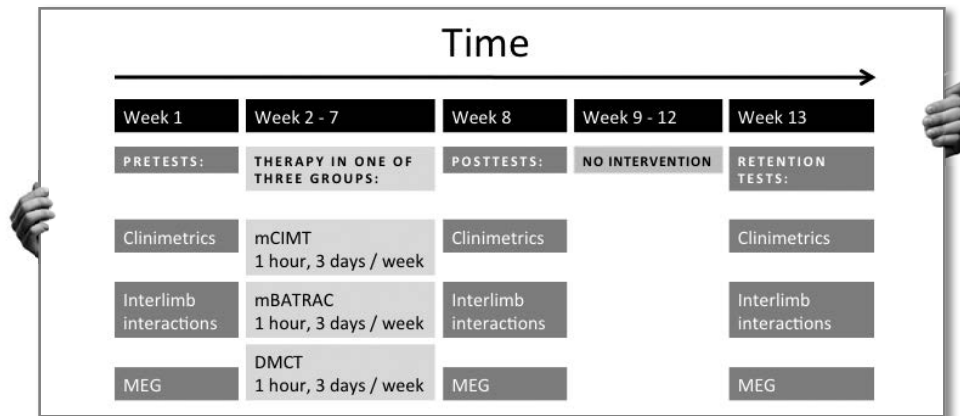 Time
Week 1
Week 2 - 7
Week 8
Week 9 - 12
Week 13
PRETESTS:
THERAPY IN ONE OF
THREE GROUPS:
POSTTESTS:
NO INTERVENTION
RETENTION
TESTS:
Clinimetrics
mCIMT
1 hour, 3 days / week
Clinimetrics
Clinimetrics
Interlimb
interactions
mBATRAC
1 hour, 3 days / week
Interlimb
interactions
Interlimb
interactions
MEG
DMCT
1 hour, 3 days / week
MEG
MEG